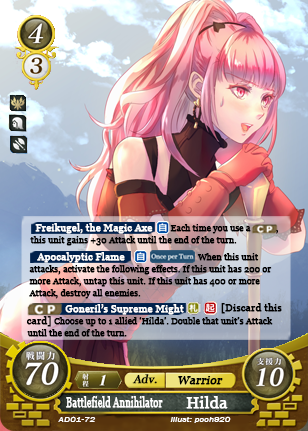 4
3
Freikugel, the Magic Axe 自 Each time you use a CP,
this unit gains +30 Attack until the end of the turn.
Apocalyptic Flame 自 Once per Turn When this unit
attacks, activate the following effects. If this unit has 200 or
more Attack, untap this unit. If this unit has 400 or more
Attack, destroy all enemies.
CP Goneril's Supreme Might 札 起 [Discard this
card] Choose up to 1 allied 'Hilda'. Double that unit's Attack
until the end of the turn.
戦闘力 70
射程 1
Adv.
Warrior
支援力 10
Battlefield Annihilator Hilda
AD01-72
Illust: pooh820